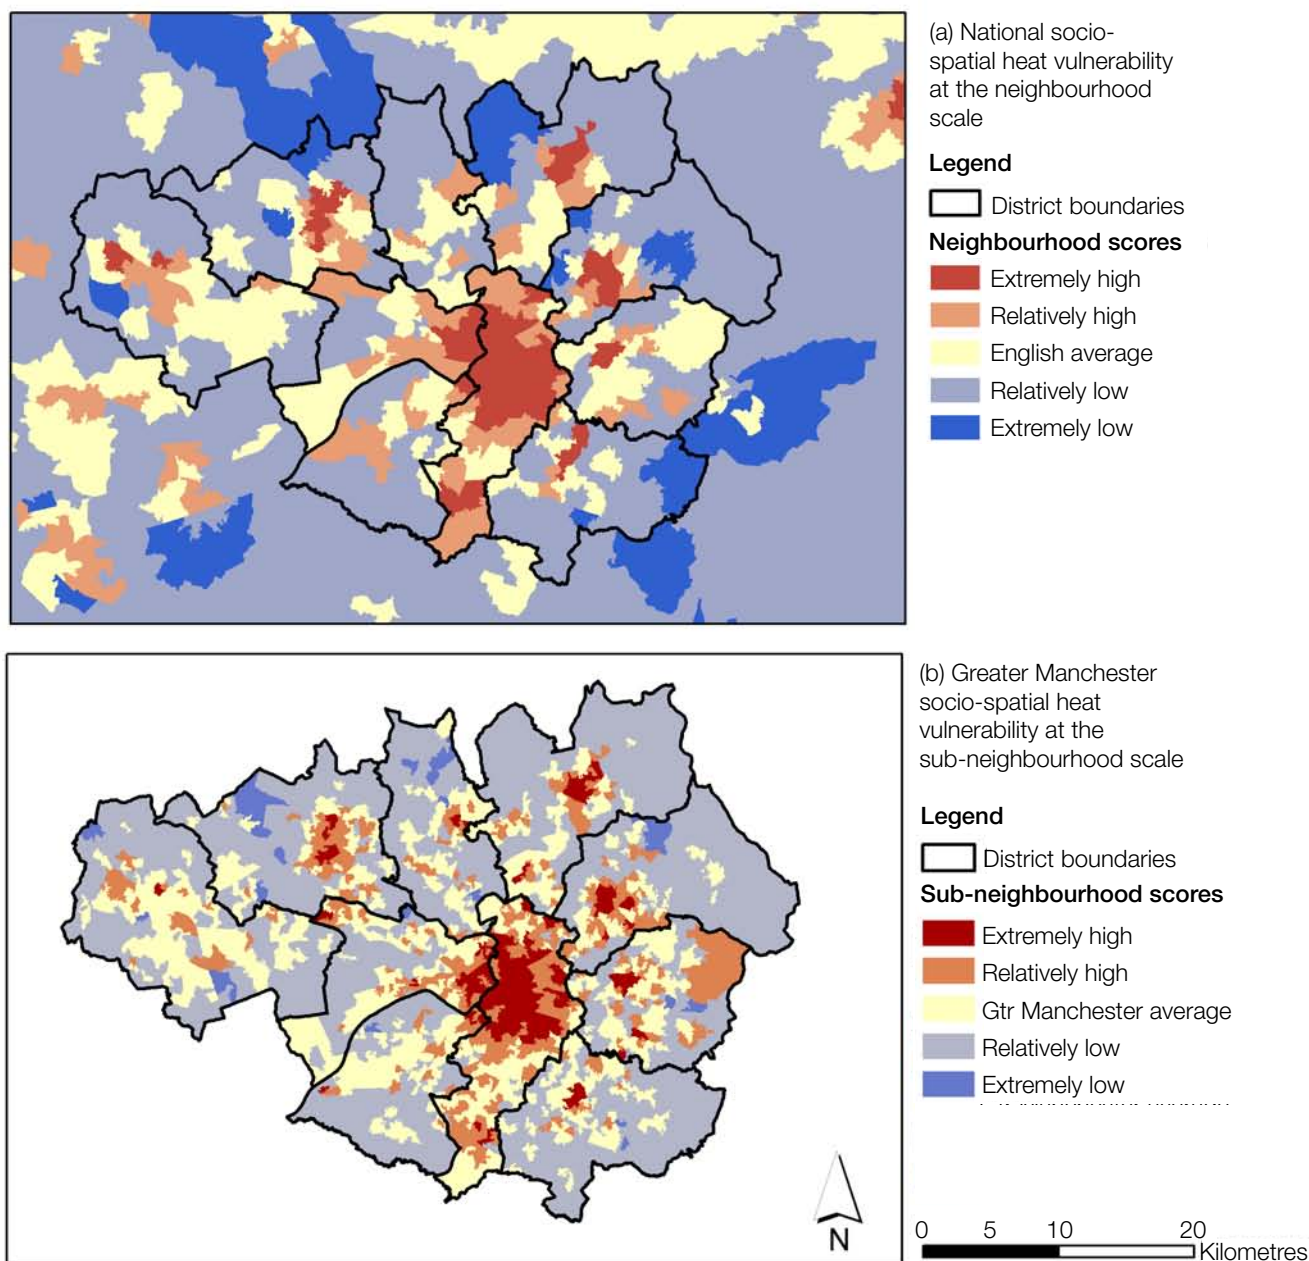 (a) National socio-
spatial heat vulnerability
at the neighbourhood
scale
Legend
District boundaries
Neighbourhood scores
Extremely high
Relatively high
English average
Relatively low
Extremely low
(b) Greater Manchester
socio-spatial heat
vulnerability at the
sub-neighbourhood scale
Legend
District boundaries
Sub-neighbourhood scores
Extremely high
Relatively high
Gtr Manchester average
Relatively low
Extremely low
N
0 5 10 20
Kilometres